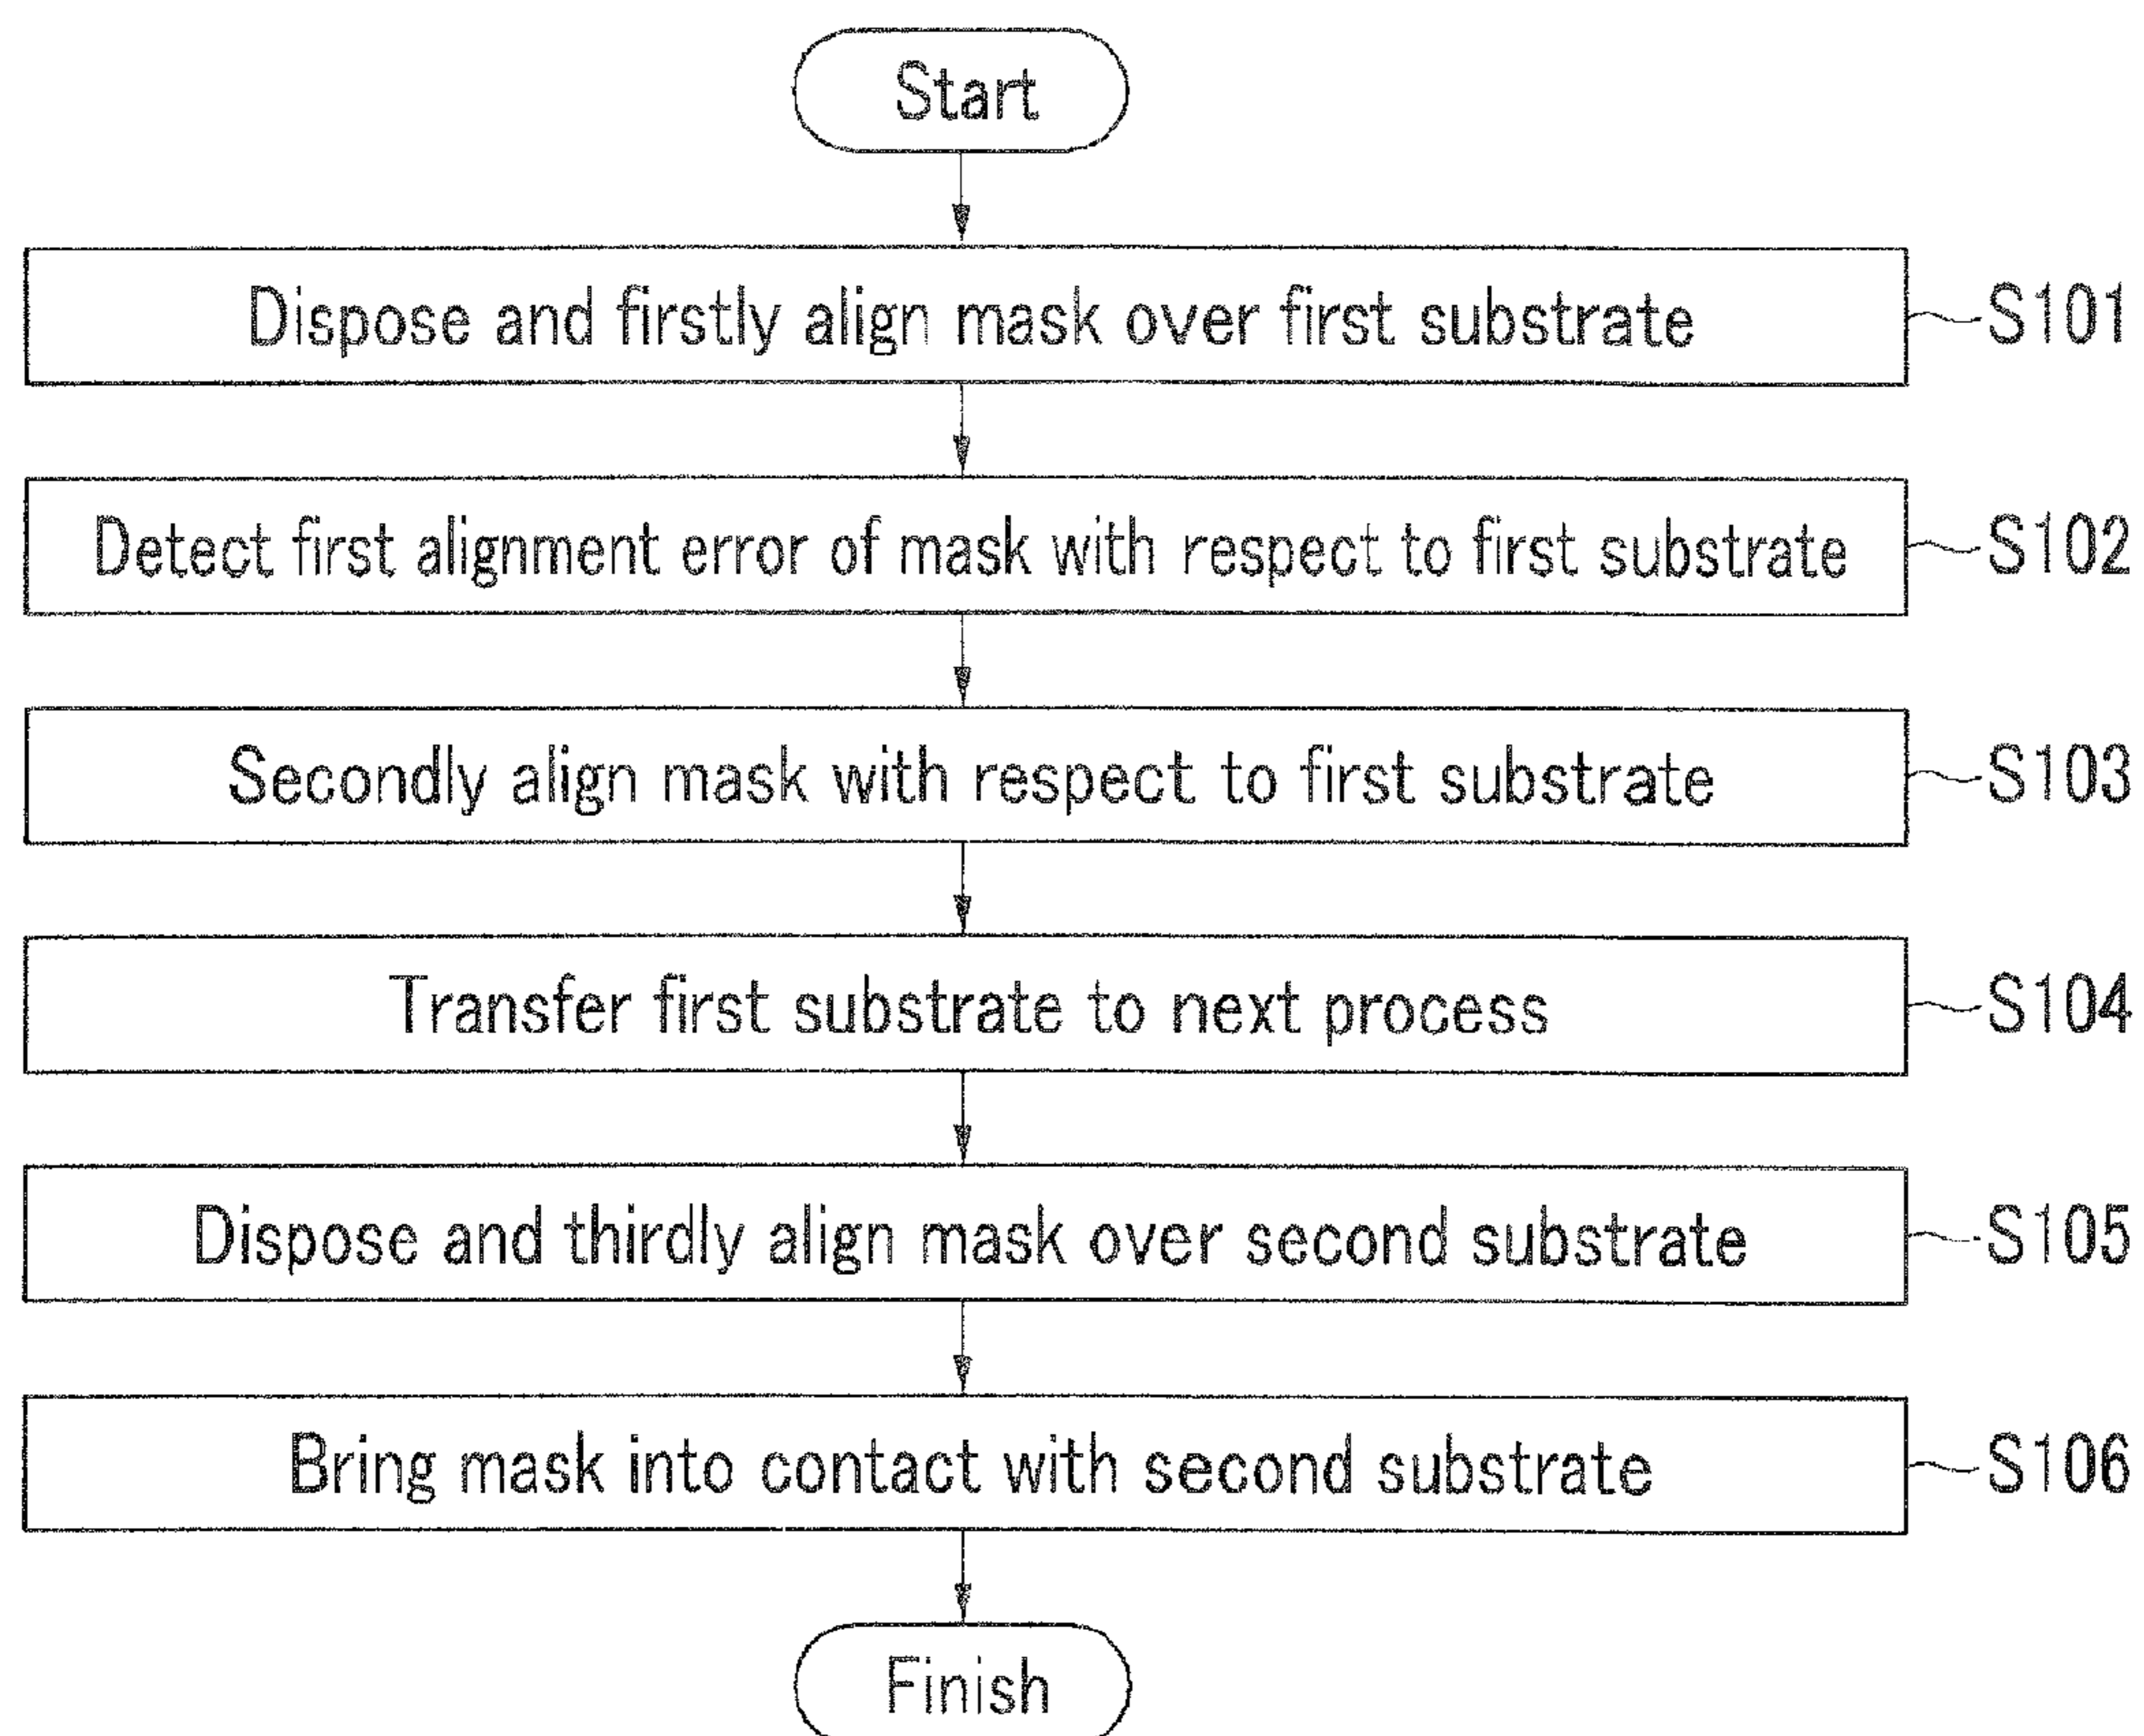 Start
Dispose and firstly align mask over first substrate S101
Detect first alignment error of mask with respect to first substrate S102
Secondly align mask with respect to first substrate S103
Transfer first substrate to next process S104
Dispose and thirdly align mask over second substrate S105
Bring mask into contact with second substrate S106
Finish